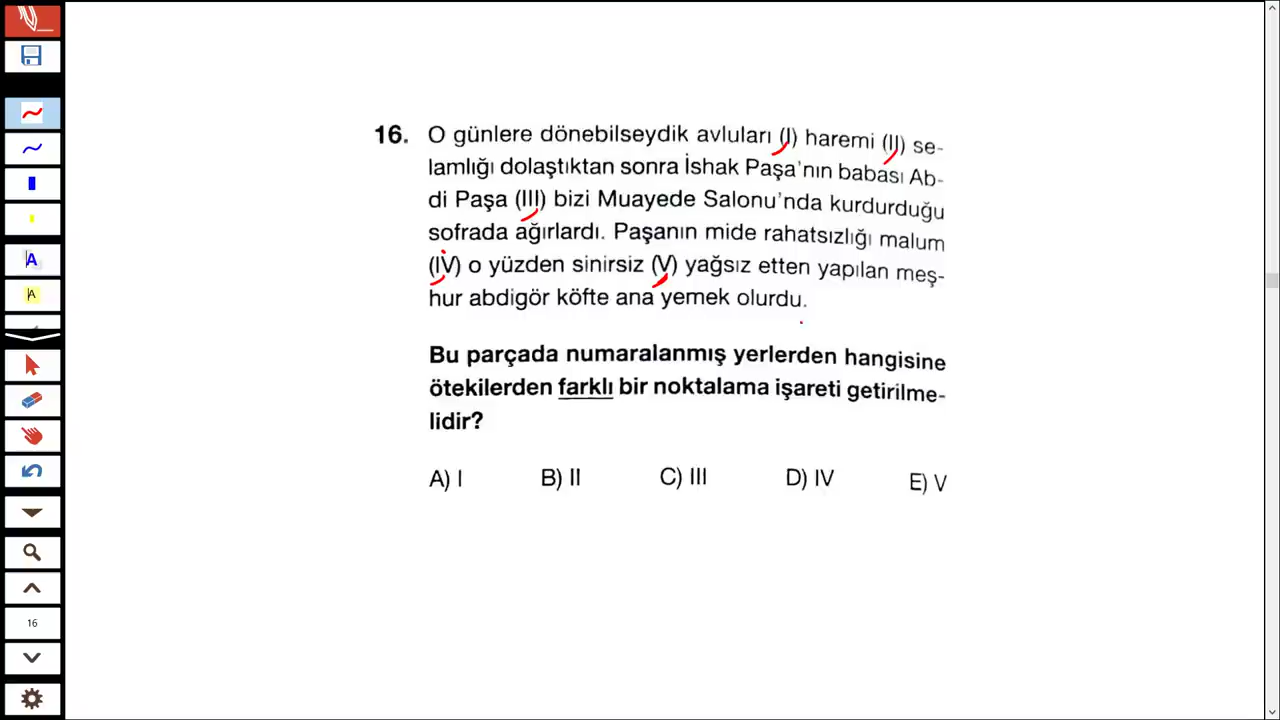 16. O günlere dönebilseydik avluları (I) haremi (II) se-
lamlığı dolaştıktan sonra İshak Paşa'nın babası Ab-
di Paşa (III) bizi Muayede Salonu'nda kurdurduğu
sofrada ağırlardı. Paşanın mide rahatsızlığı malum
(IV) o yüzden sinirsiz (V) yağsız etten yapılan meş-
hur abdigör köfte ana yemek olurdu.
Bu parçada numaralanmış yerlerden hangisine
ötekilerden farklı bir noktalama işareti getirilme-
lidir?
A) I B) II C) III D) IV E) V
A
A
16